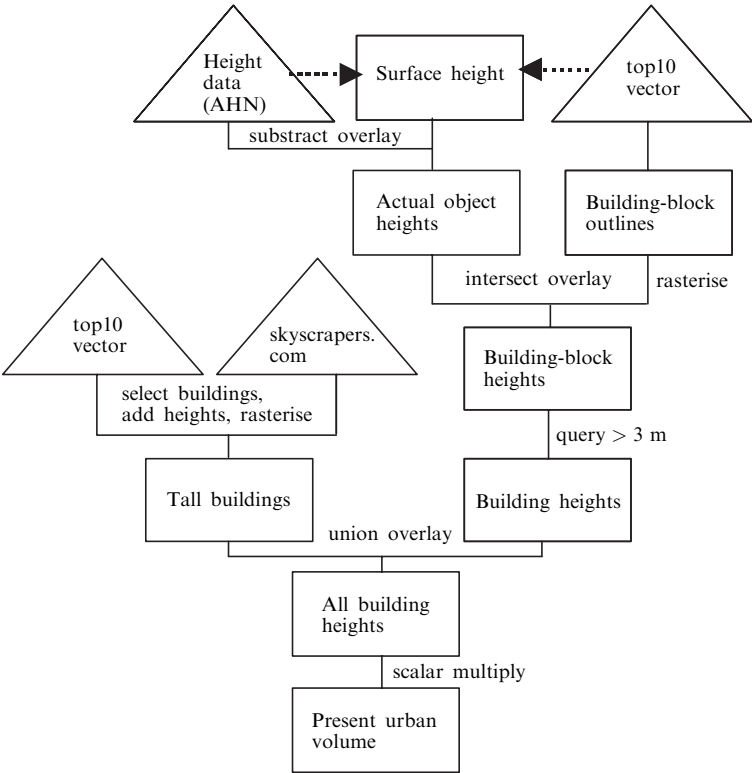 Height
data
(AHN)
Surface height
top10
vector
substract overlay
Actual object
heights
Building-block
outlines
intersect overlay
rasterise
top10
vector
skyscrapers.
com
Building-block
heights
select buildings,
add heights, rasterise
query > 3 m
Tall buildings
Building heights
union overlay
All building
heights
scalar multiply
Present urban
volume